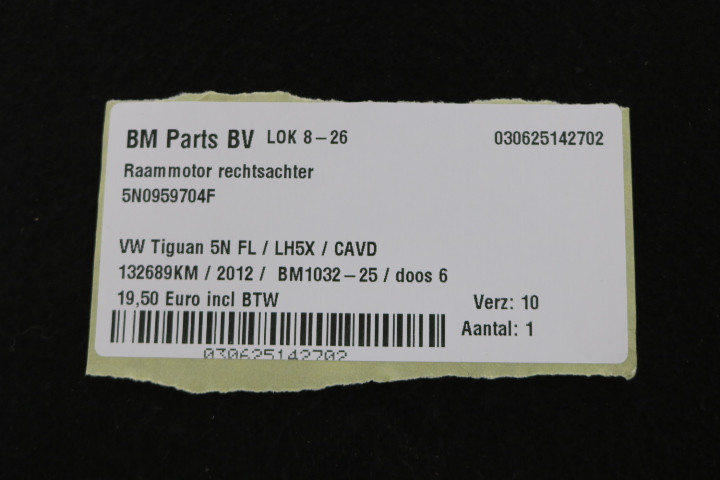 BM Parts BV LOK 8-26 030625142702
Raammotor rechtsachter
5N0959704F
VW Tiguan 5N FL / LH5X / CAVD
132689KM / 2012 / BM1032-25 / doos 6
19,50 Euro incl BTW Verz: 10
Aantal: 1
030625142702